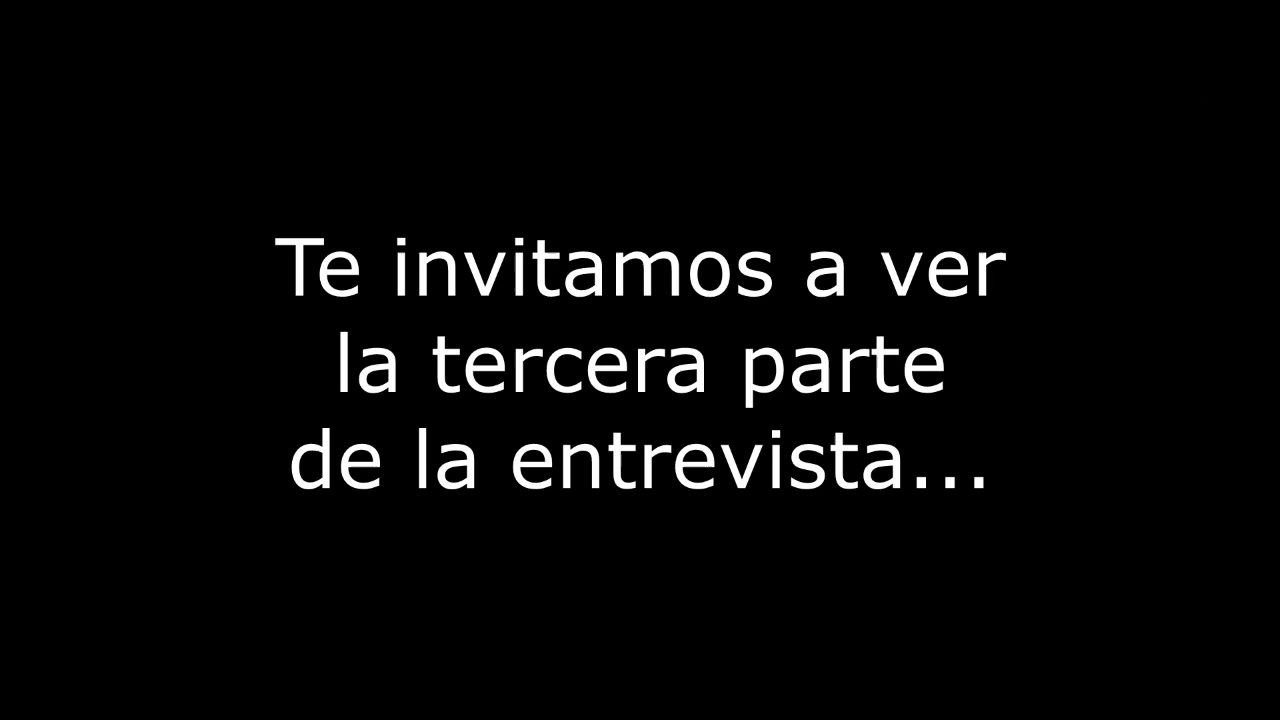 Te invitamos a ver
la tercera parte
de la entrevista...